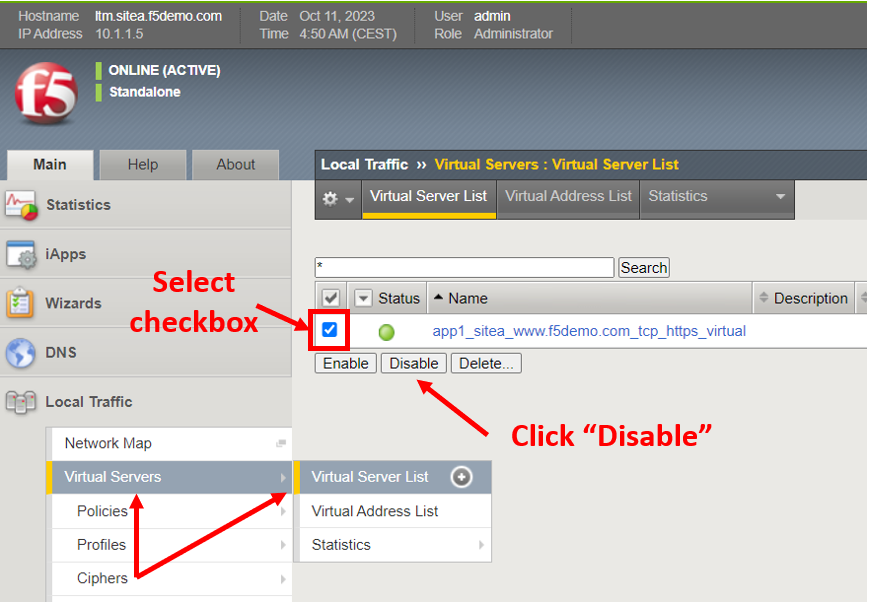 Hostname ltm.sitea.f5demo.com Date Oct 11, 2023 User admin
IP Address 10.1.1.5 Time 4:50 AM (CEST) Role Administrator
f5
ONLINE (ACTIVE)
Standalone
Main Help About
Local Traffic ›› Virtual Servers : Virtual Server List
Virtual Server List Virtual Address List Statistics
Statistics
iApps
Wizards
DNS
Local Traffic
Network Map
Virtual Servers
Policies
Profiles
Ciphers
Virtual Server List
Virtual Address List
Statistics
* Search
Status Name Description
app1_sitea_www.f5demo.com_tcp_https_virtual
Enable Disable Delete...
Select
checkbox
Click “Disable”